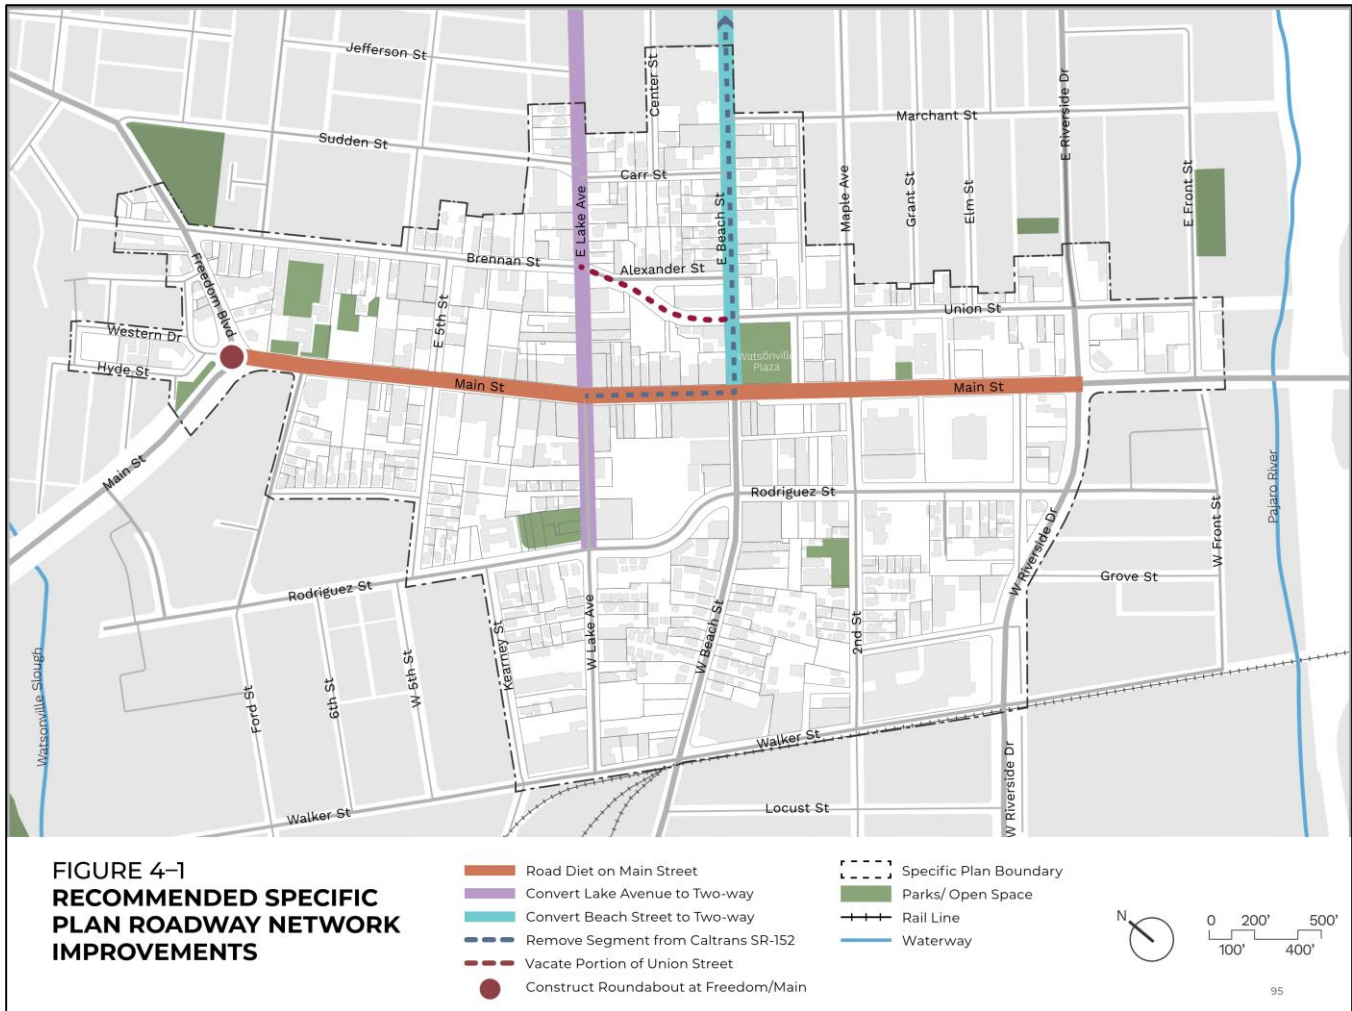 Jefferson St
Center St
E Riverside Dr
Marchant St
Sudden St
Carr St
Maple Ave
Grant St
Elm St
E Front St
E Lake Ave
E Beach St
Brennan St
Alexander St
Freedom Blvd
Union St
Western Dr
E 5th St
Watsonville
Plaza
Hyde St
Main St
Main St
Main St
Rodriguez St
Pajaro River
W Front St
W Riverside Dr
Grove St
Rodriguez St
W Lake Ave
W Beach St
2nd St
Kearney St
W 5th St
6th St
Ford St
Watsonville Slough
Walker St
W Riverside Dr
Walker St
Locust St
FIGURE 4–1
RECOMMENDED SPECIFIC
PLAN ROADWAY NETWORK
IMPROVEMENTS
Road Diet on Main Street
Convert Lake Avenue to Two-way
Convert Beach Street to Two-way
Remove Segment from Caltrans SR-152
Vacate Portion of Union Street
Construct Roundabout at Freedom/Main
Specific Plan Boundary
Parks/ Open Space
Rail Line
Waterway
N
0 200' 500'
100' 400'
95